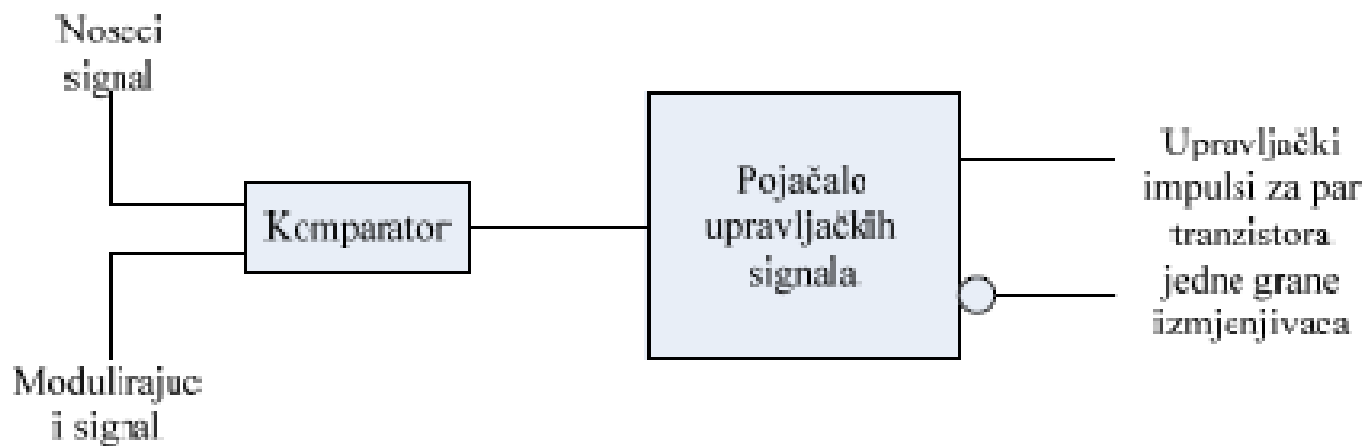 Noseci
signal
Komparator
Modulirajuc
i signal
Pojačalo
upravljačkih
signala
Upravljački
impulsi za par
tranzistora
jedne grane
izmjenjivaca